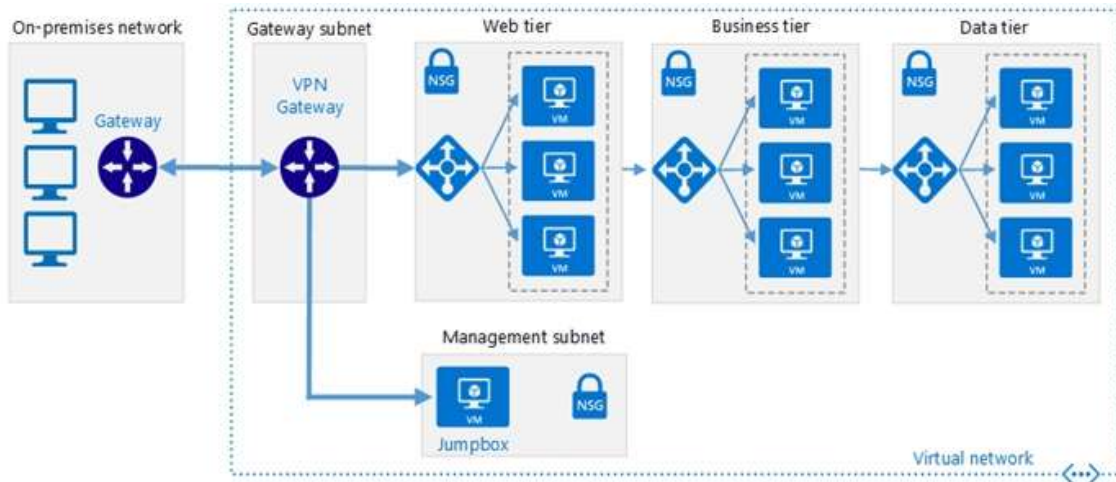 On-premises network
Gateway subnet
Web tier
Business tier
Data tier
VPN
Gateway
Gateway
NSG
VM
VM
VM
NSG
VM
VM
VM
NSG
VM
VM
VM
Management subnet
VM
NSG
Jumpbox
Virtual network